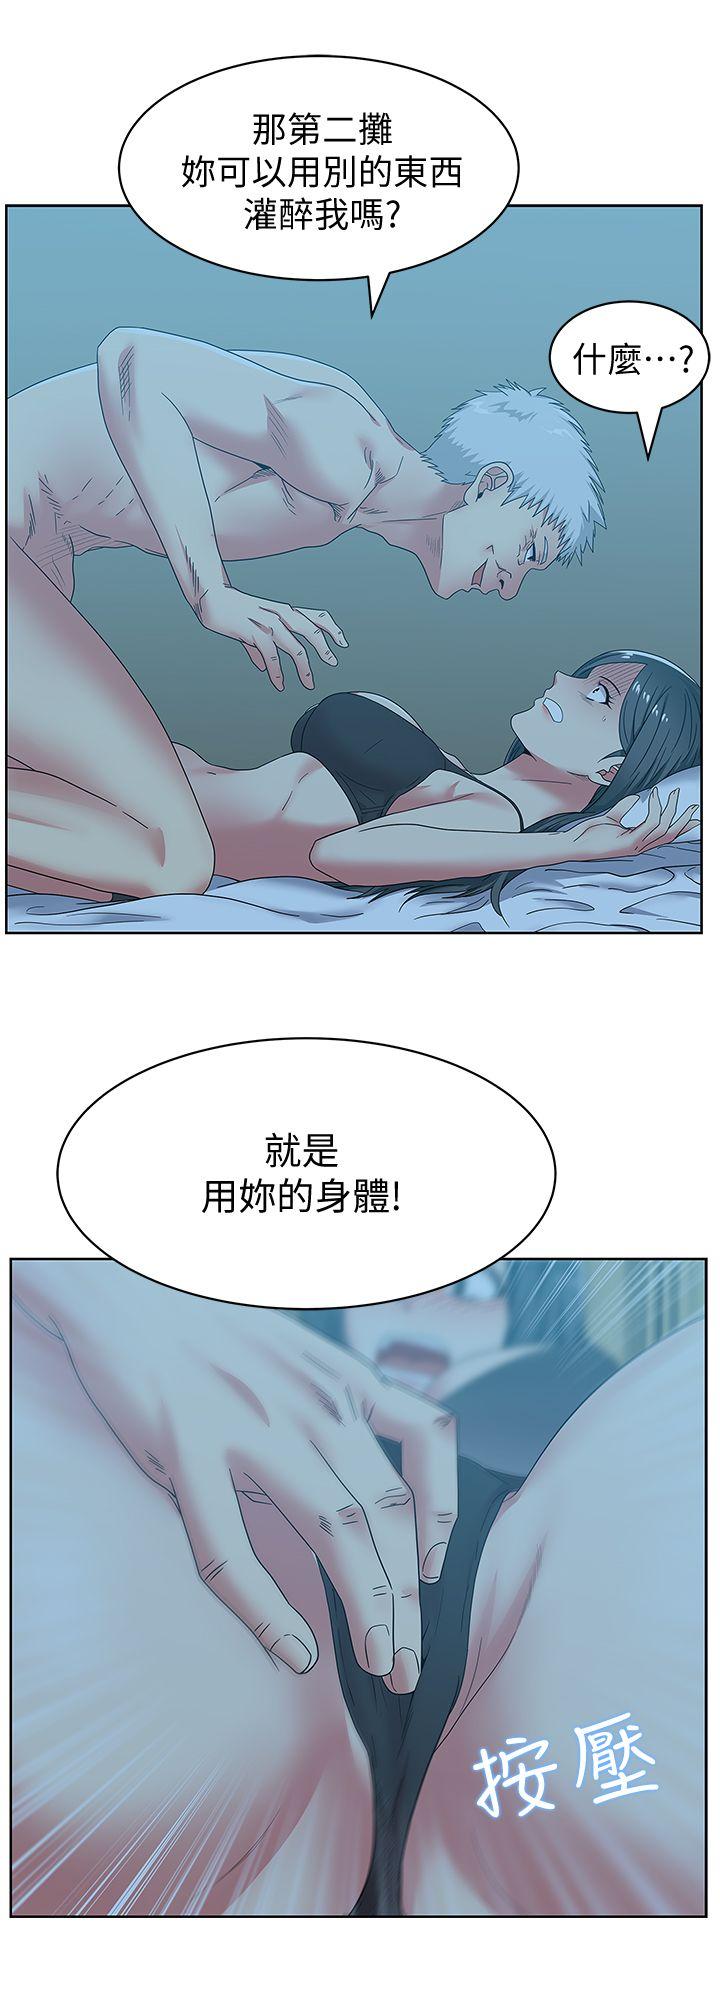 那第二攤
妳可以用別的東西
灌醉我嗎?
什麼…?
就是
用妳的身體!
按壓